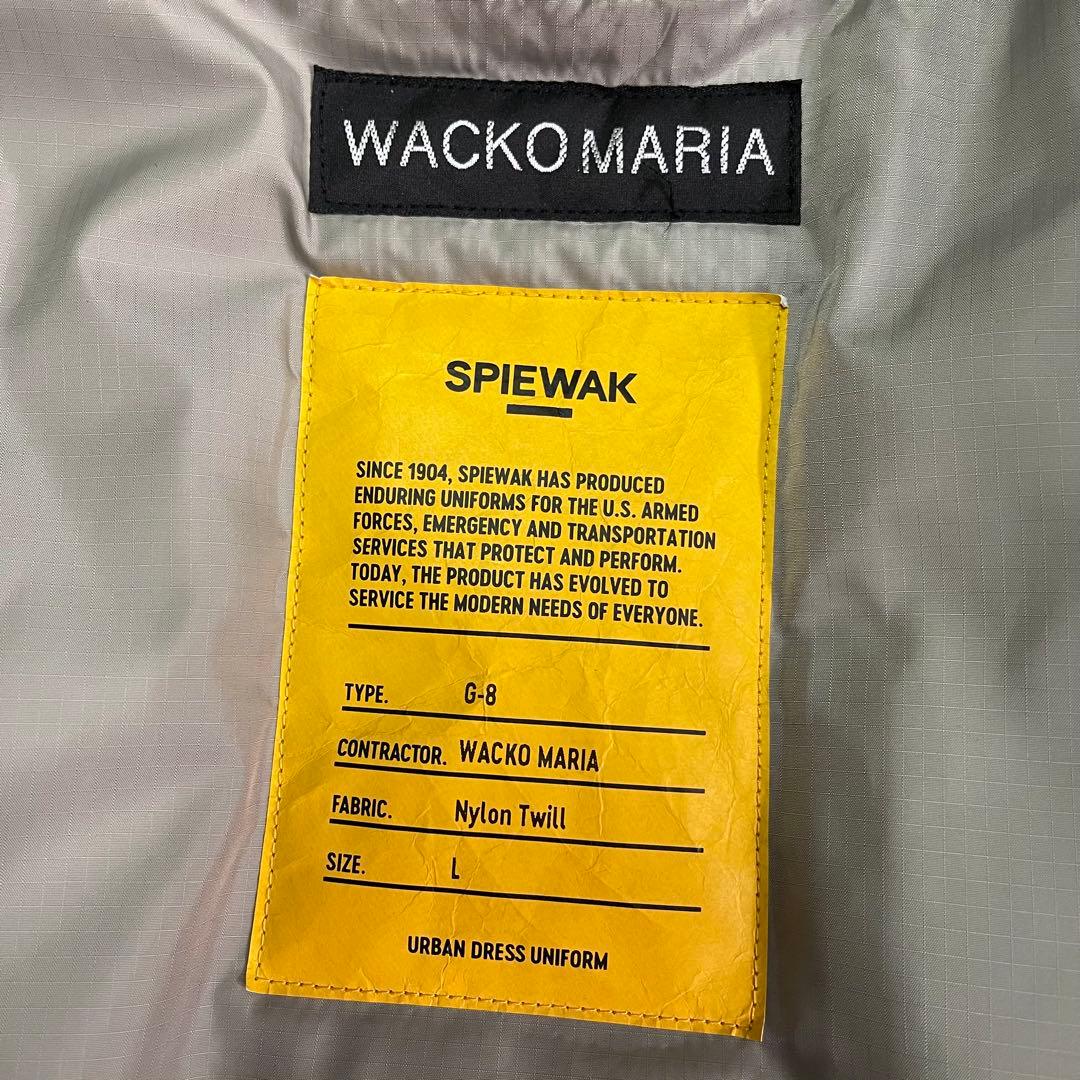 WACKO MARIA
SPIEWAK
SINCE 1904, SPIEWAK HAS PRODUCED
ENDURING UNIFORMS FOR THE U.S. ARMED
FORCES, EMERGENCY AND TRANSPORTATION
SERVICES THAT PROTECT AND PERFORM.
TODAY, THE PRODUCT HAS EVOLVED TO
SERVICE THE MODERN NEEDS OF EVERYONE.
TYPE. G-8
CONTRACTOR. WACKO MARIA
FABRIC. Nylon Twill
SIZE. L
URBAN DRESS UNIFORM